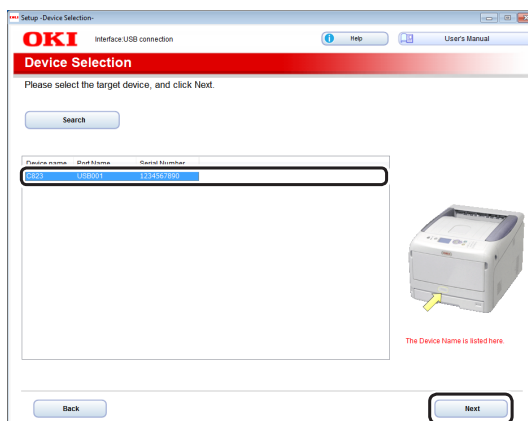 OKI Setup -Device Selection-
OKI Interface:USB connection Help User's Manual
Device Selection
Please select the target device, and click Next.
Search
Device name Port Name Serial Number
C823 USB001 1234567890
The Device Name is listed here.
Back Next